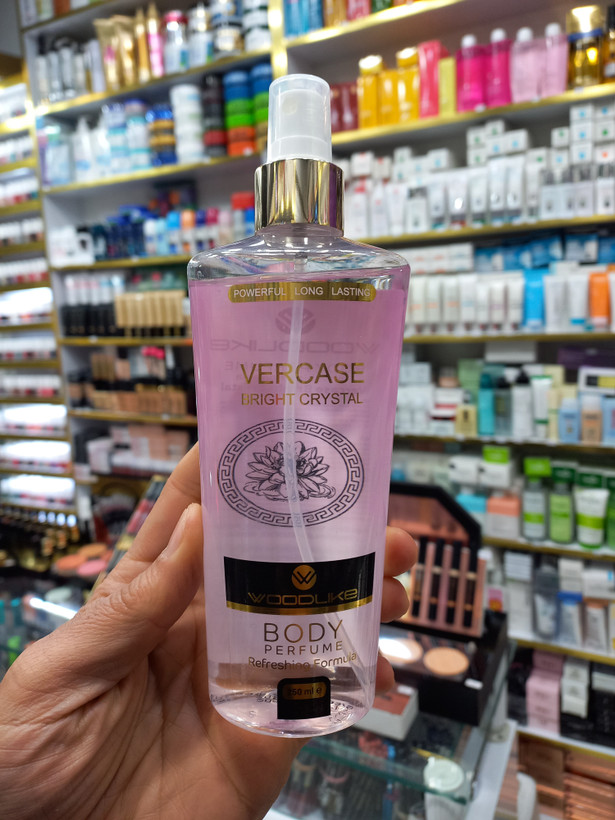 POWERFUL LONG LASTING
VERCASE
BRIGHT CRYSTAL
WOODLIKE
BODY
PERFUME
Refreshing Formula
250 ml e